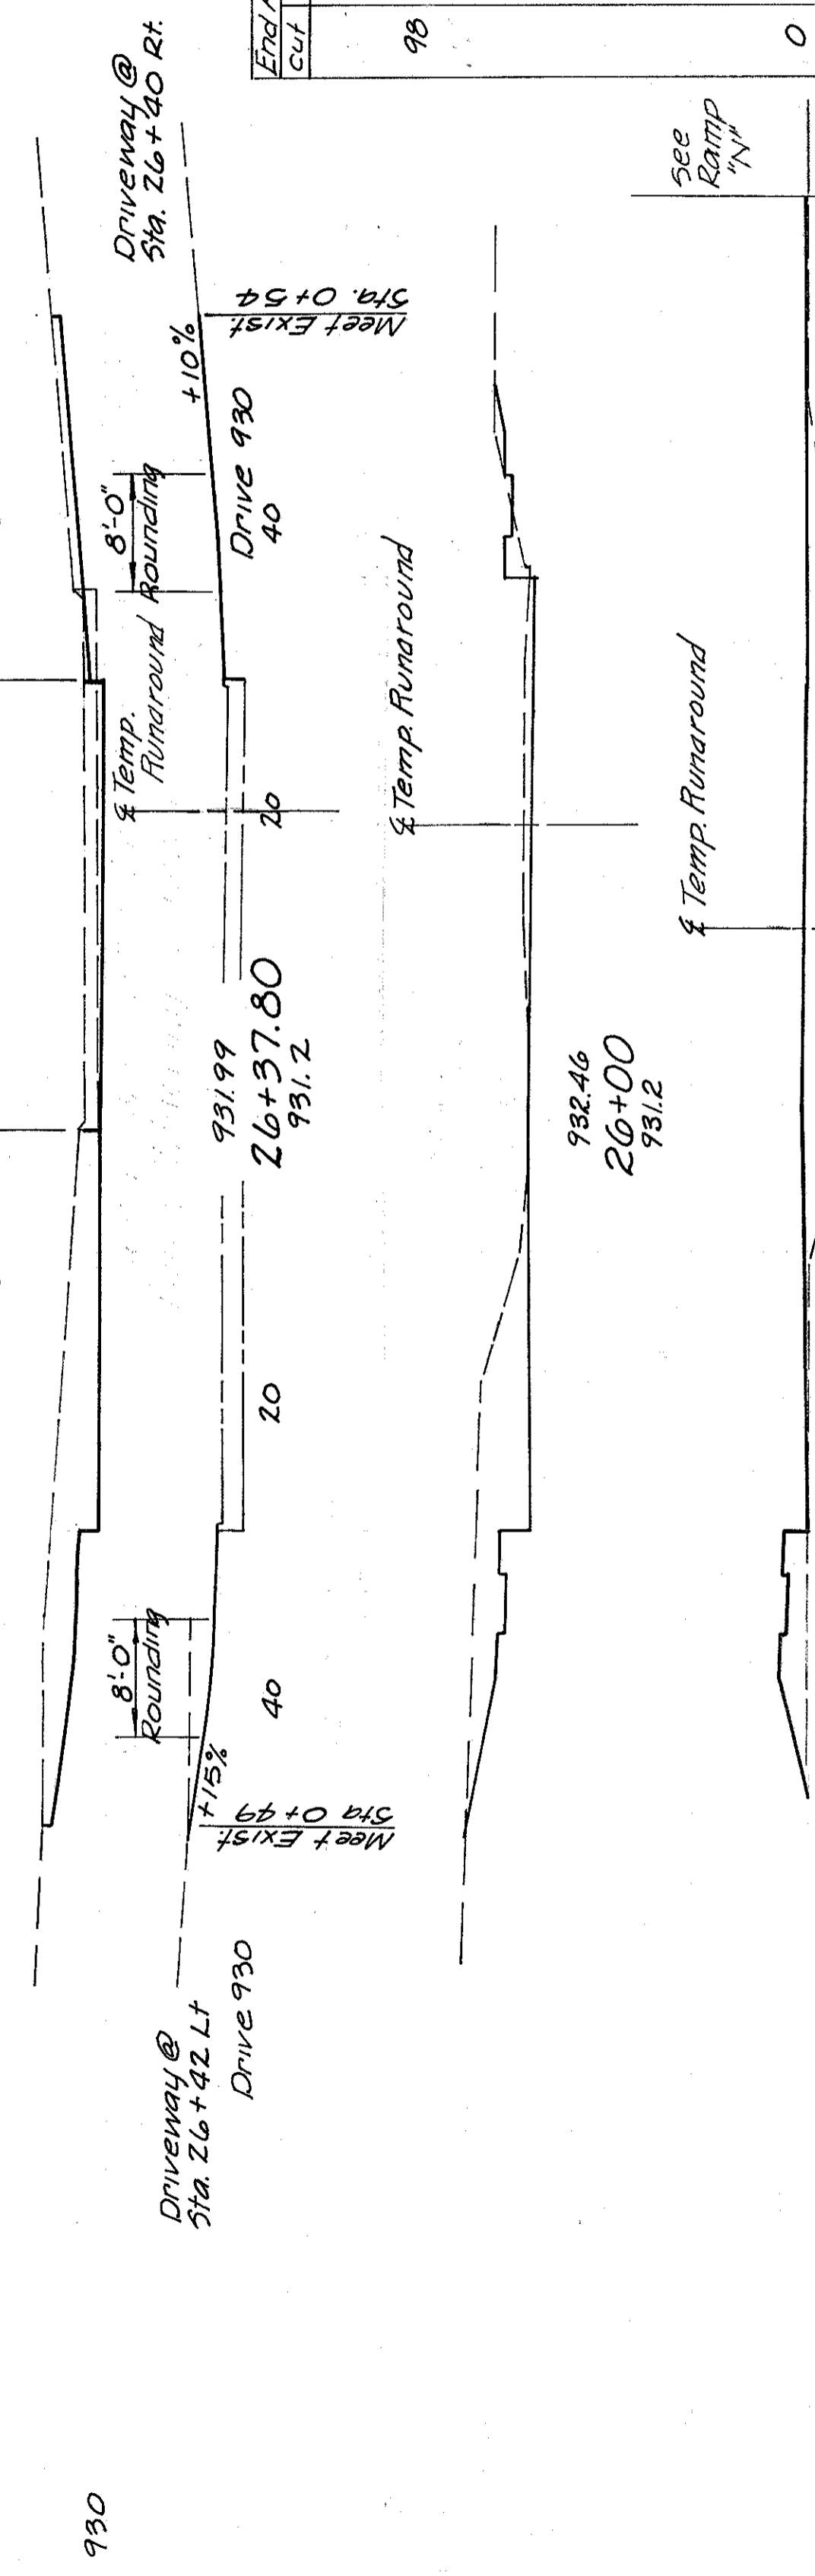 930
Driveway @
Sta. 26+42 Lt
Drive 930
Meet Exist.
Sta 0+49
+15%
8'-0"
Rounding
40
20
931.99
26+37.80
931.2
20
℄ Temp.
Runaround
8'-0"
Rounding
Drive 930
40
+10%
Meet Exist.
Sta. 0+54
Driveway @
Sta. 26+40 Rt.
End
cut
98
932.46
26+00
931.2
℄ Temp. Runaround
℄ Temp. Runaround
See
Ramp
"N"
0